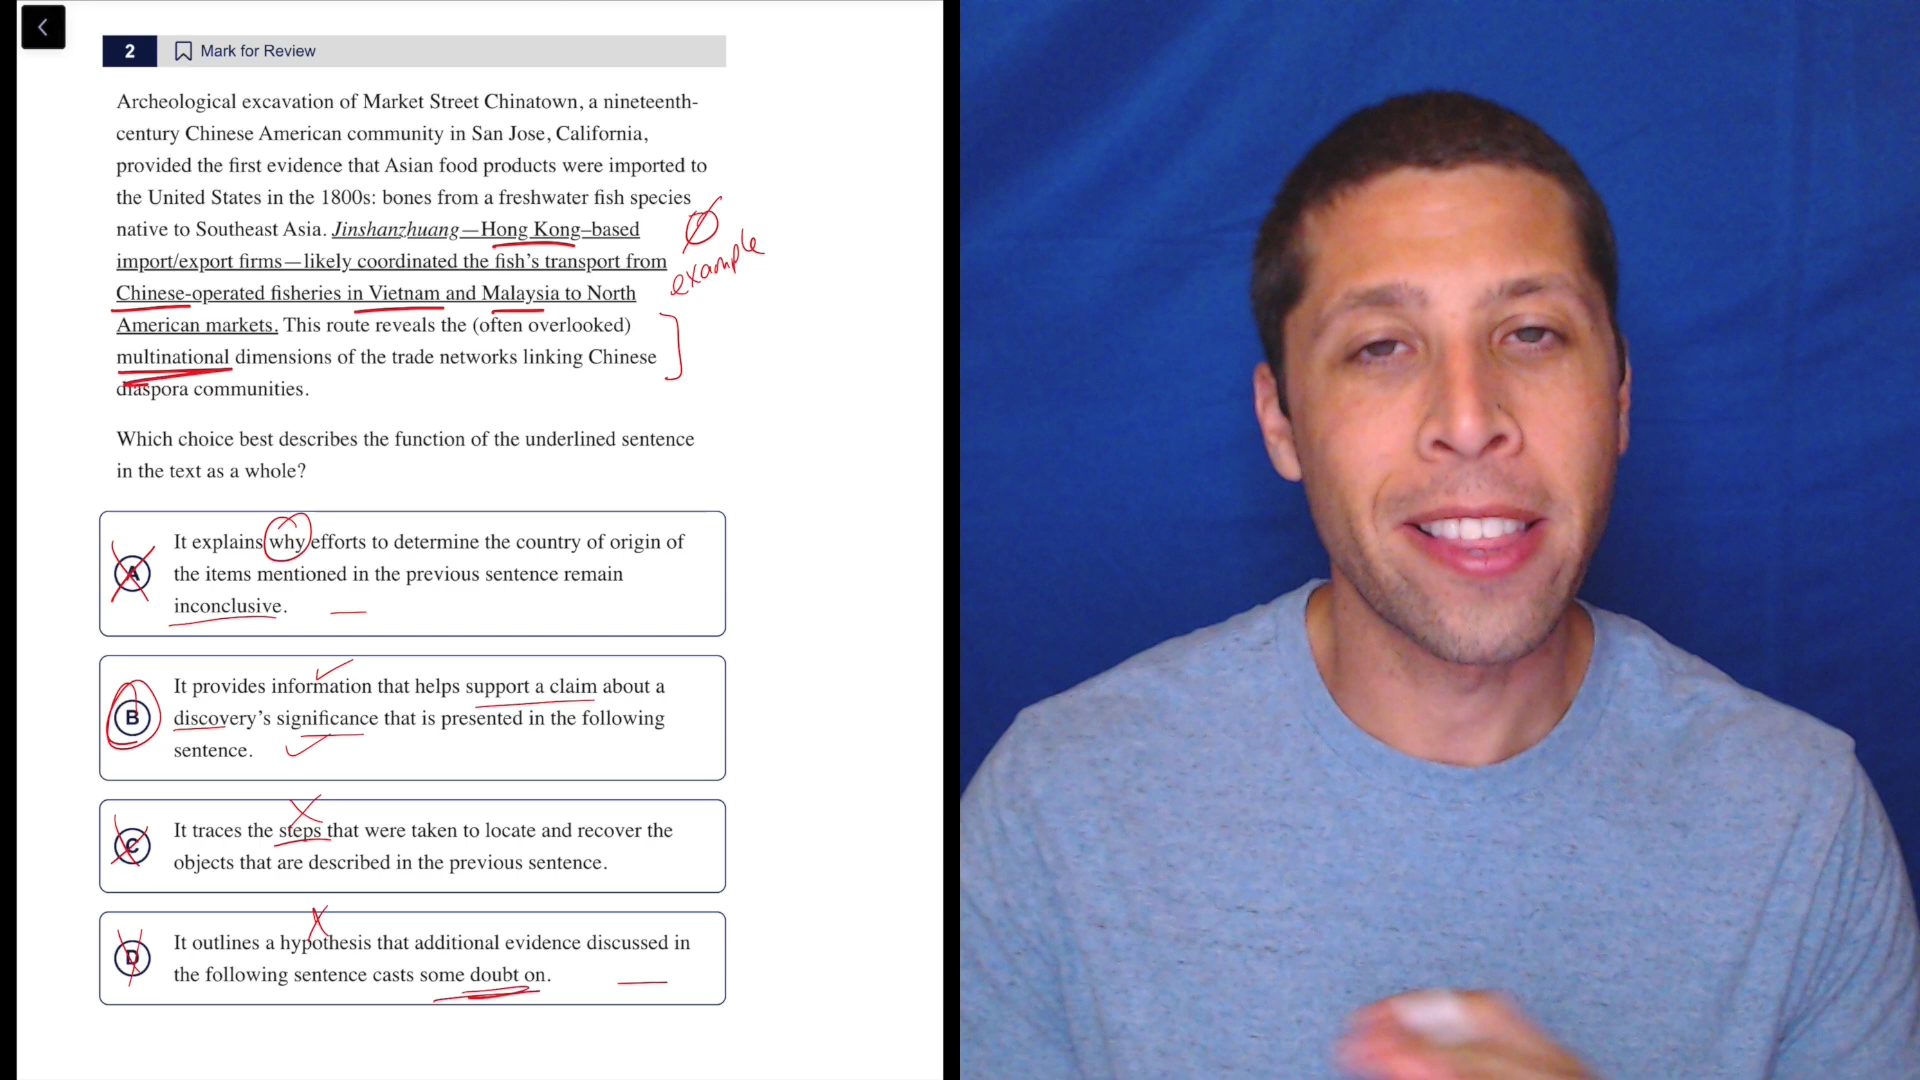 2 Mark for Review
Archeological excavation of Market Street Chinatown, a nineteenth-
century Chinese American community in San Jose, California,
provided the first evidence that Asian food products were imported to
the United States in the 1800s: bones from a freshwater fish species
native to Southeast Asia. Jinshanzhuang—Hong Kong–based
import/export firms—likely coordinated the fish’s transport from
Chinese-operated fisheries in Vietnam and Malaysia to North
American markets. This route reveals the (often overlooked)
multinational dimensions of the trade networks linking Chinese
diaspora communities.
example
Which choice best describes the function of the underlined sentence
in the text as a whole?
A
It explains why efforts to determine the country of origin of
the items mentioned in the previous sentence remain
inconclusive.
B
It provides information that helps support a claim about a
discovery’s significance that is presented in the following
sentence.
C
It traces the steps that were taken to locate and recover the
objects that are described in the previous sentence.
D
It outlines a hypothesis that additional evidence discussed in
the following sentence casts some doubt on.